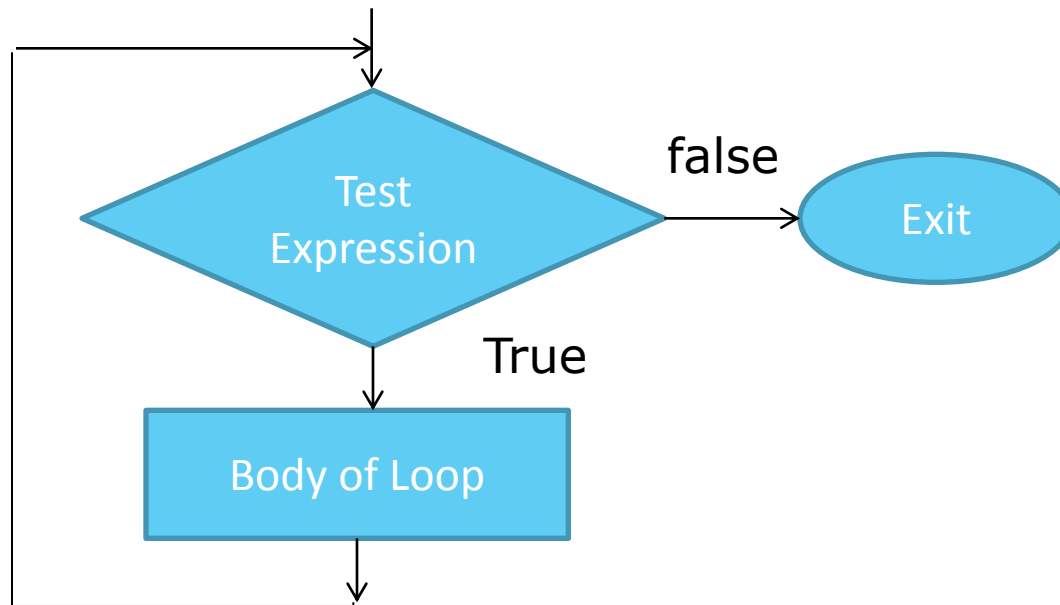 Test
Expression
false
Exit
True
Body of Loop